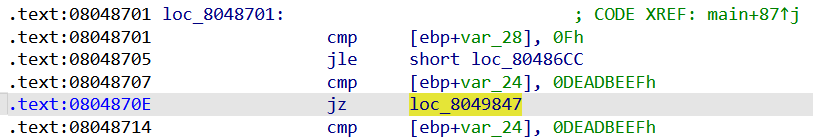 .text:08048701 loc_8048701: ; CODE XREF: main+87↑j
.text:08048701 cmp [ebp+var_28], 0Fh
.text:08048705 jle short loc_80486CC
.text:08048707 cmp [ebp+var_24], 0DEADBEEFh
.text:0804870E jz loc_8049847
.text:08048714 cmp [ebp+var_24], 0DEADBEEFh